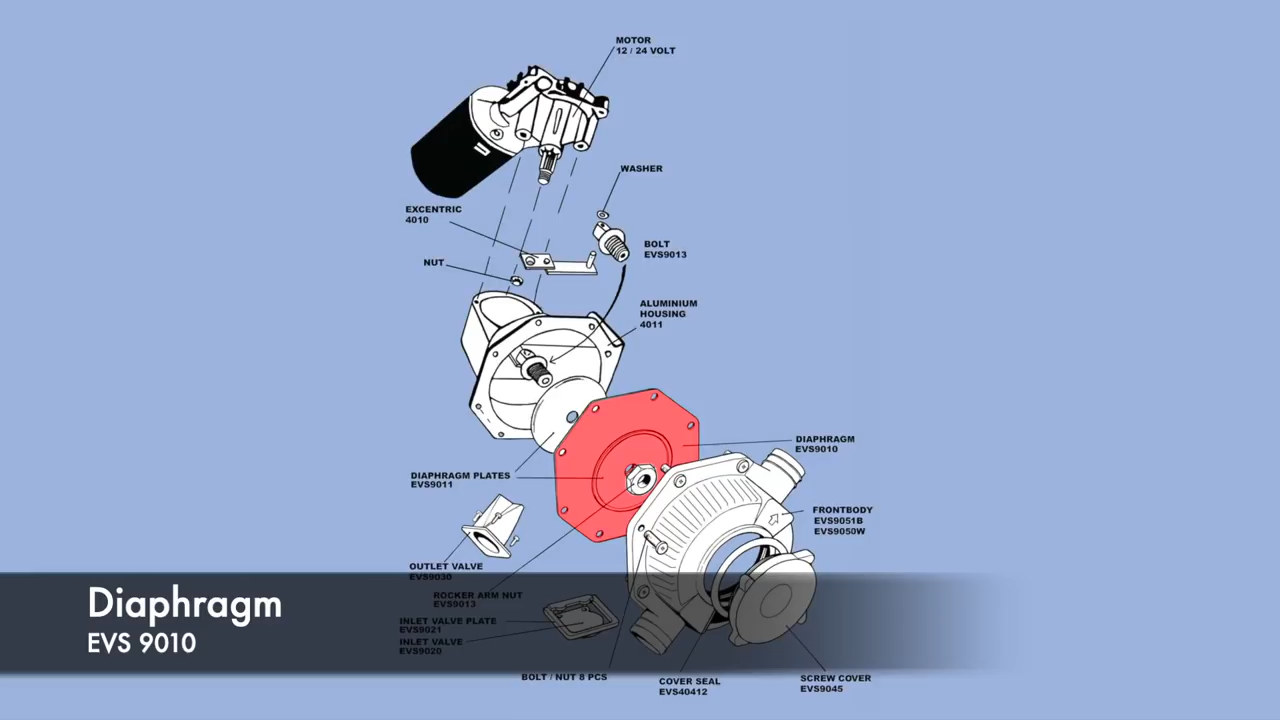 MOTOR
12 / 24 VOLT
WASHER
EXCENTRIC
4010
BOLT
EVS9013
NUT
ALUMINIUM
HOUSING
4011
DIAPHRAGM
EVS9010
DIAPHRAGM PLATES
EVS9011
FRONTBODY
EVS9051B
EVS9050W
OUTLET VALVE
EVS9030
ROCKER ARM NUT
EVS9013
Diaphragm
EVS 9010
INLET VALVE PLATE
EVS9021
INLET VALVE
EVS9020
BOLT / NUT 8 PCS
COVER SEAL
EVS40412
SCREW COVER
EVS9045